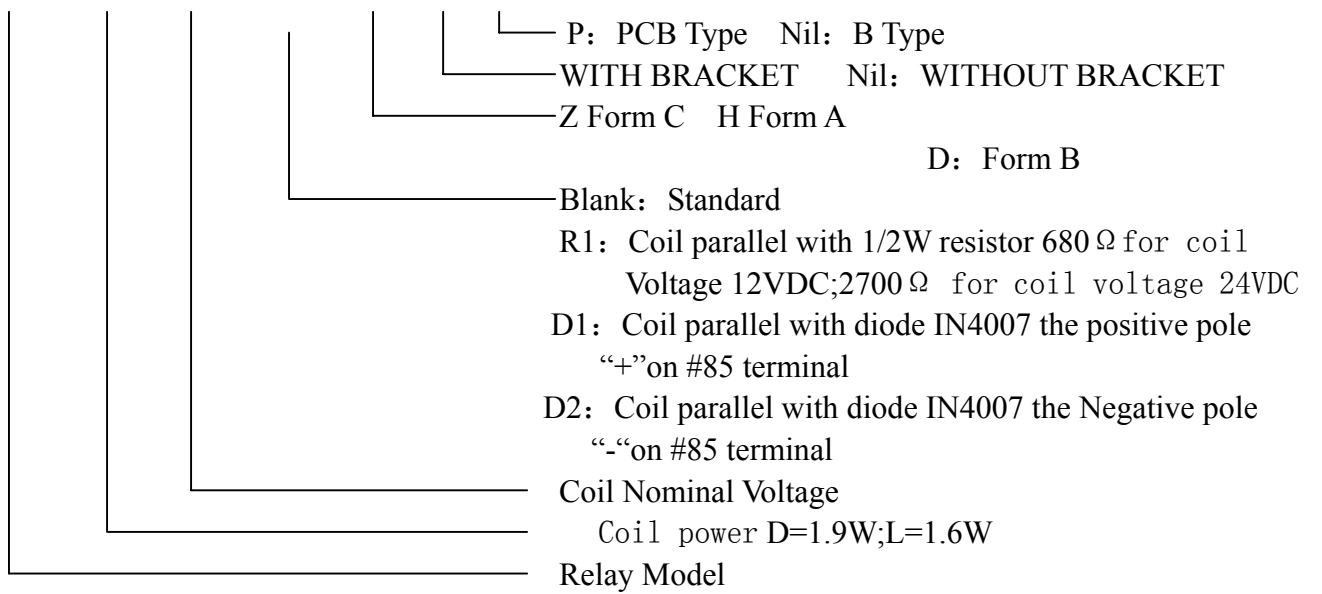 P：PCB Type Nil：B Type
WITH BRACKET Nil：WITHOUT BRACKET
Z Form C H Form A
D：Form B
Blank：Standard
R1：Coil parallel with 1/2W resistor 680Ω for coil
Voltage 12VDC;2700Ω for coil voltage 24VDC
D1：Coil parallel with diode IN4007 the positive pole
“+”on #85 terminal
D2：Coil parallel with diode IN4007 the Negative pole
“-“on #85 terminal
Coil Nominal Voltage
Coil power D=1.9W;L=1.6W
Relay Model